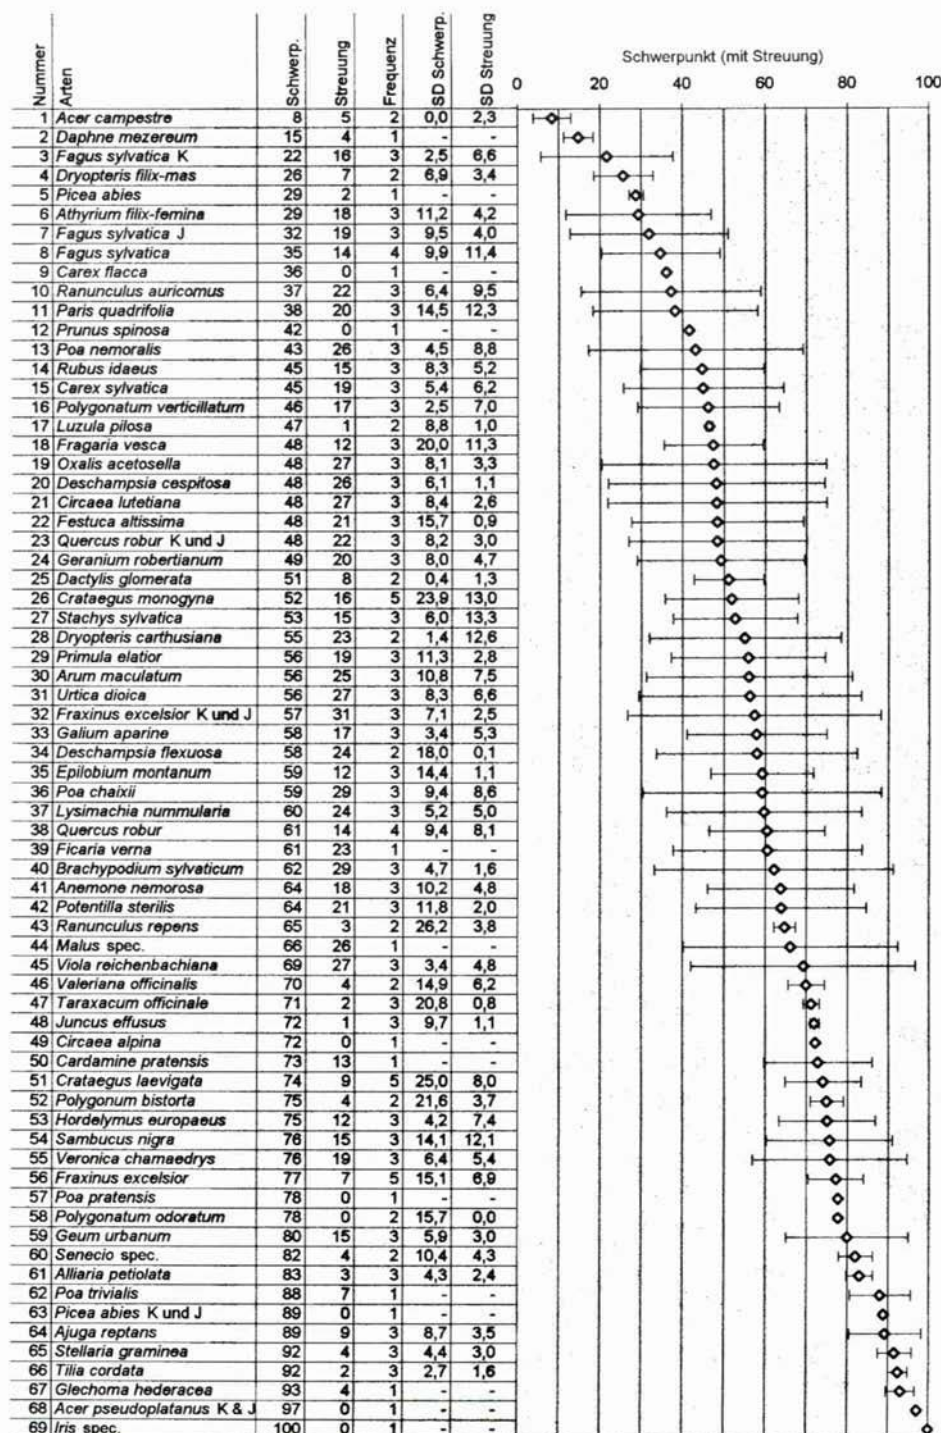 Nummer Arten Schwerp. Streuung Frequenz SD Schwerp. SD Streuung
Schwerpunkt (mit Streuung)
0 20 40 60 80 100
1 Acer campestre 8 5 2 0,0 2,3
2 Daphne mezereum 15 4 1 - -
3 Fagus sylvatica K 22 16 3 2,5 6,6
4 Dryopteris filix-mas 26 7 2 6,9 3,4
5 Picea abies 29 2 1 - -
6 Athyrium filix-femina 29 18 3 11,2 4,2
7 Fagus sylvatica J 32 19 3 9,5 4,0
8 Fagus sylvatica 35 14 4 9,9 11,4
9 Carex flacca 36 0 1 - -
10 Ranunculus auricomus 37 22 3 6,4 9,5
11 Paris quadrifolia 38 20 3 14,5 12,3
12 Prunus spinosa 42 0 1 - -
13 Poa nemoralis 43 26 3 4,5 8,8
14 Rubus idaeus 45 15 3 8,3 5,2
15 Carex sylvatica 45 19 3 5,4 6,2
16 Polygonatum verticillatum 46 17 3 2,5 7,0
17 Luzula pilosa 47 1 2 8,8 1,0
18 Fragaria vesca 48 12 3 20,0 11,3
19 Oxalis acetosella 48 27 3 8,1 3,3
20 Deschampsia cespitosa 48 26 3 6,1 1,1
21 Circaea lutetiana 48 27 3 8,4 2,6
22 Festuca altissima 48 21 3 15,7 0,9
23 Quercus robur K und J 48 22 3 8,2 3,0
24 Geranium robertianum 49 20 3 8,0 4,7
25 Dactylis glomerata 51 8 2 0,4 1,3
26 Crataegus monogyna 52 16 5 23,9 13,0
27 Stachys sylvatica 53 15 3 6,0 13,3
28 Dryopteris carthusiana 55 23 2 1,4 12,6
29 Primula elatior 56 19 3 11,3 2,8
30 Arum maculatum 56 25 3 10,8 7,5
31 Urtica dioica 56 27 3 8,3 6,6
32 Fraxinus excelsior K und J 57 31 3 7,1 2,5
33 Galium aparine 58 17 3 3,4 5,3
34 Deschampsia flexuosa 58 24 2 18,0 0,1
35 Epilobium montanum 59 12 3 14,4 1,1
36 Poa chaixii 59 29 3 9,4 8,6
37 Lysimachia nummularia 60 24 3 5,2 5,0
38 Quercus robur 61 14 4 9,4 8,1
39 Ficaria verna 61 23 1 - -
40 Brachypodium sylvaticum 62 29 3 4,7 1,6
41 Anemone nemorosa 64 18 3 10,2 4,8
42 Potentilla sterilis 64 21 3 11,8 2,0
43 Ranunculus repens 65 3 2 26,2 3,8
44 Malus spec. 66 26 1 - -
45 Viola reichenbachiana 69 27 3 3,4 4,8
46 Valeriana officinalis 70 4 2 14,9 6,2
47 Taraxacum officinale 71 2 3 20,8 0,8
48 Juncus effusus 72 1 3 9,7 1,1
49 Circaea alpina 72 0 1 - -
50 Cardamine pratensis 73 13 1 - -
51 Crataegus laevigata 74 9 5 25,0 8,0
52 Polygonum bistorta 75 4 2 21,6 3,7
53 Hordelymus europaeus 75 12 3 4,2 7,4
54 Sambucus nigra 76 15 3 14,1 12,1
55 Veronica chamaedrys 76 19 3 6,4 5,4
56 Fraxinus excelsior 77 7 5 15,1 6,9
57 Poa pratensis 78 0 1 - -
58 Polygonatum odoratum 78 0 2 15,7 0,0
59 Geum urbanum 80 15 3 5,9 3,0
60 Senecio spec. 82 4 2 10,4 4,3
61 Alliaria petiolata 83 3 3 4,3 2,4
62 Poa trivialis 88 7 1 - -
63 Picea abies K und J 89 0 1 - -
64 Ajuga reptans 89 9 3 8,7 3,5
65 Stellaria graminea 92 4 3 4,4 3,0
66 Tilia cordata 92 2 3 2,7 1,6
67 Glechoma hederacea 93 4 1 - -
68 Acer pseudoplatanus K & J 97 0 1 - -
69 Iris spec. 100 0 1 - -